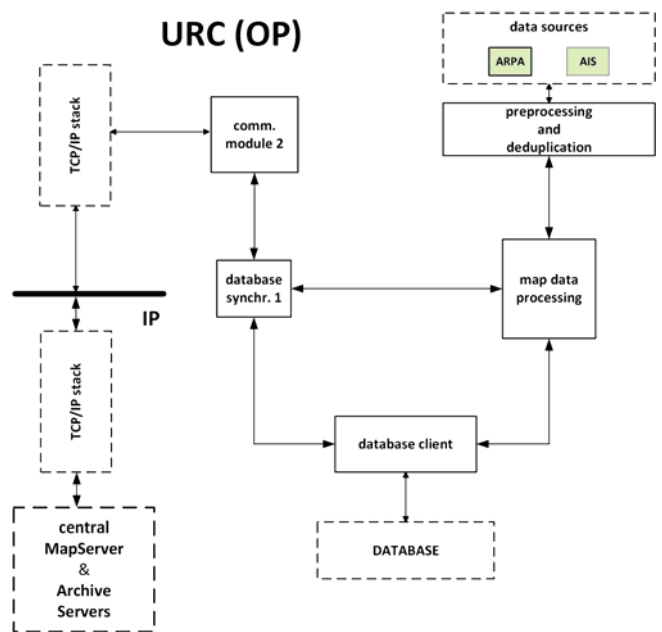 URC (OP)
data sources
ARPA
AIS
TCP/IP stack
comm.
module 2
preprocessing
and
deduplication
database
synchr. 1
map data
processing
IP
TCP/IP stack
database client
central
MapServer
&
Archive
Servers
DATABASE